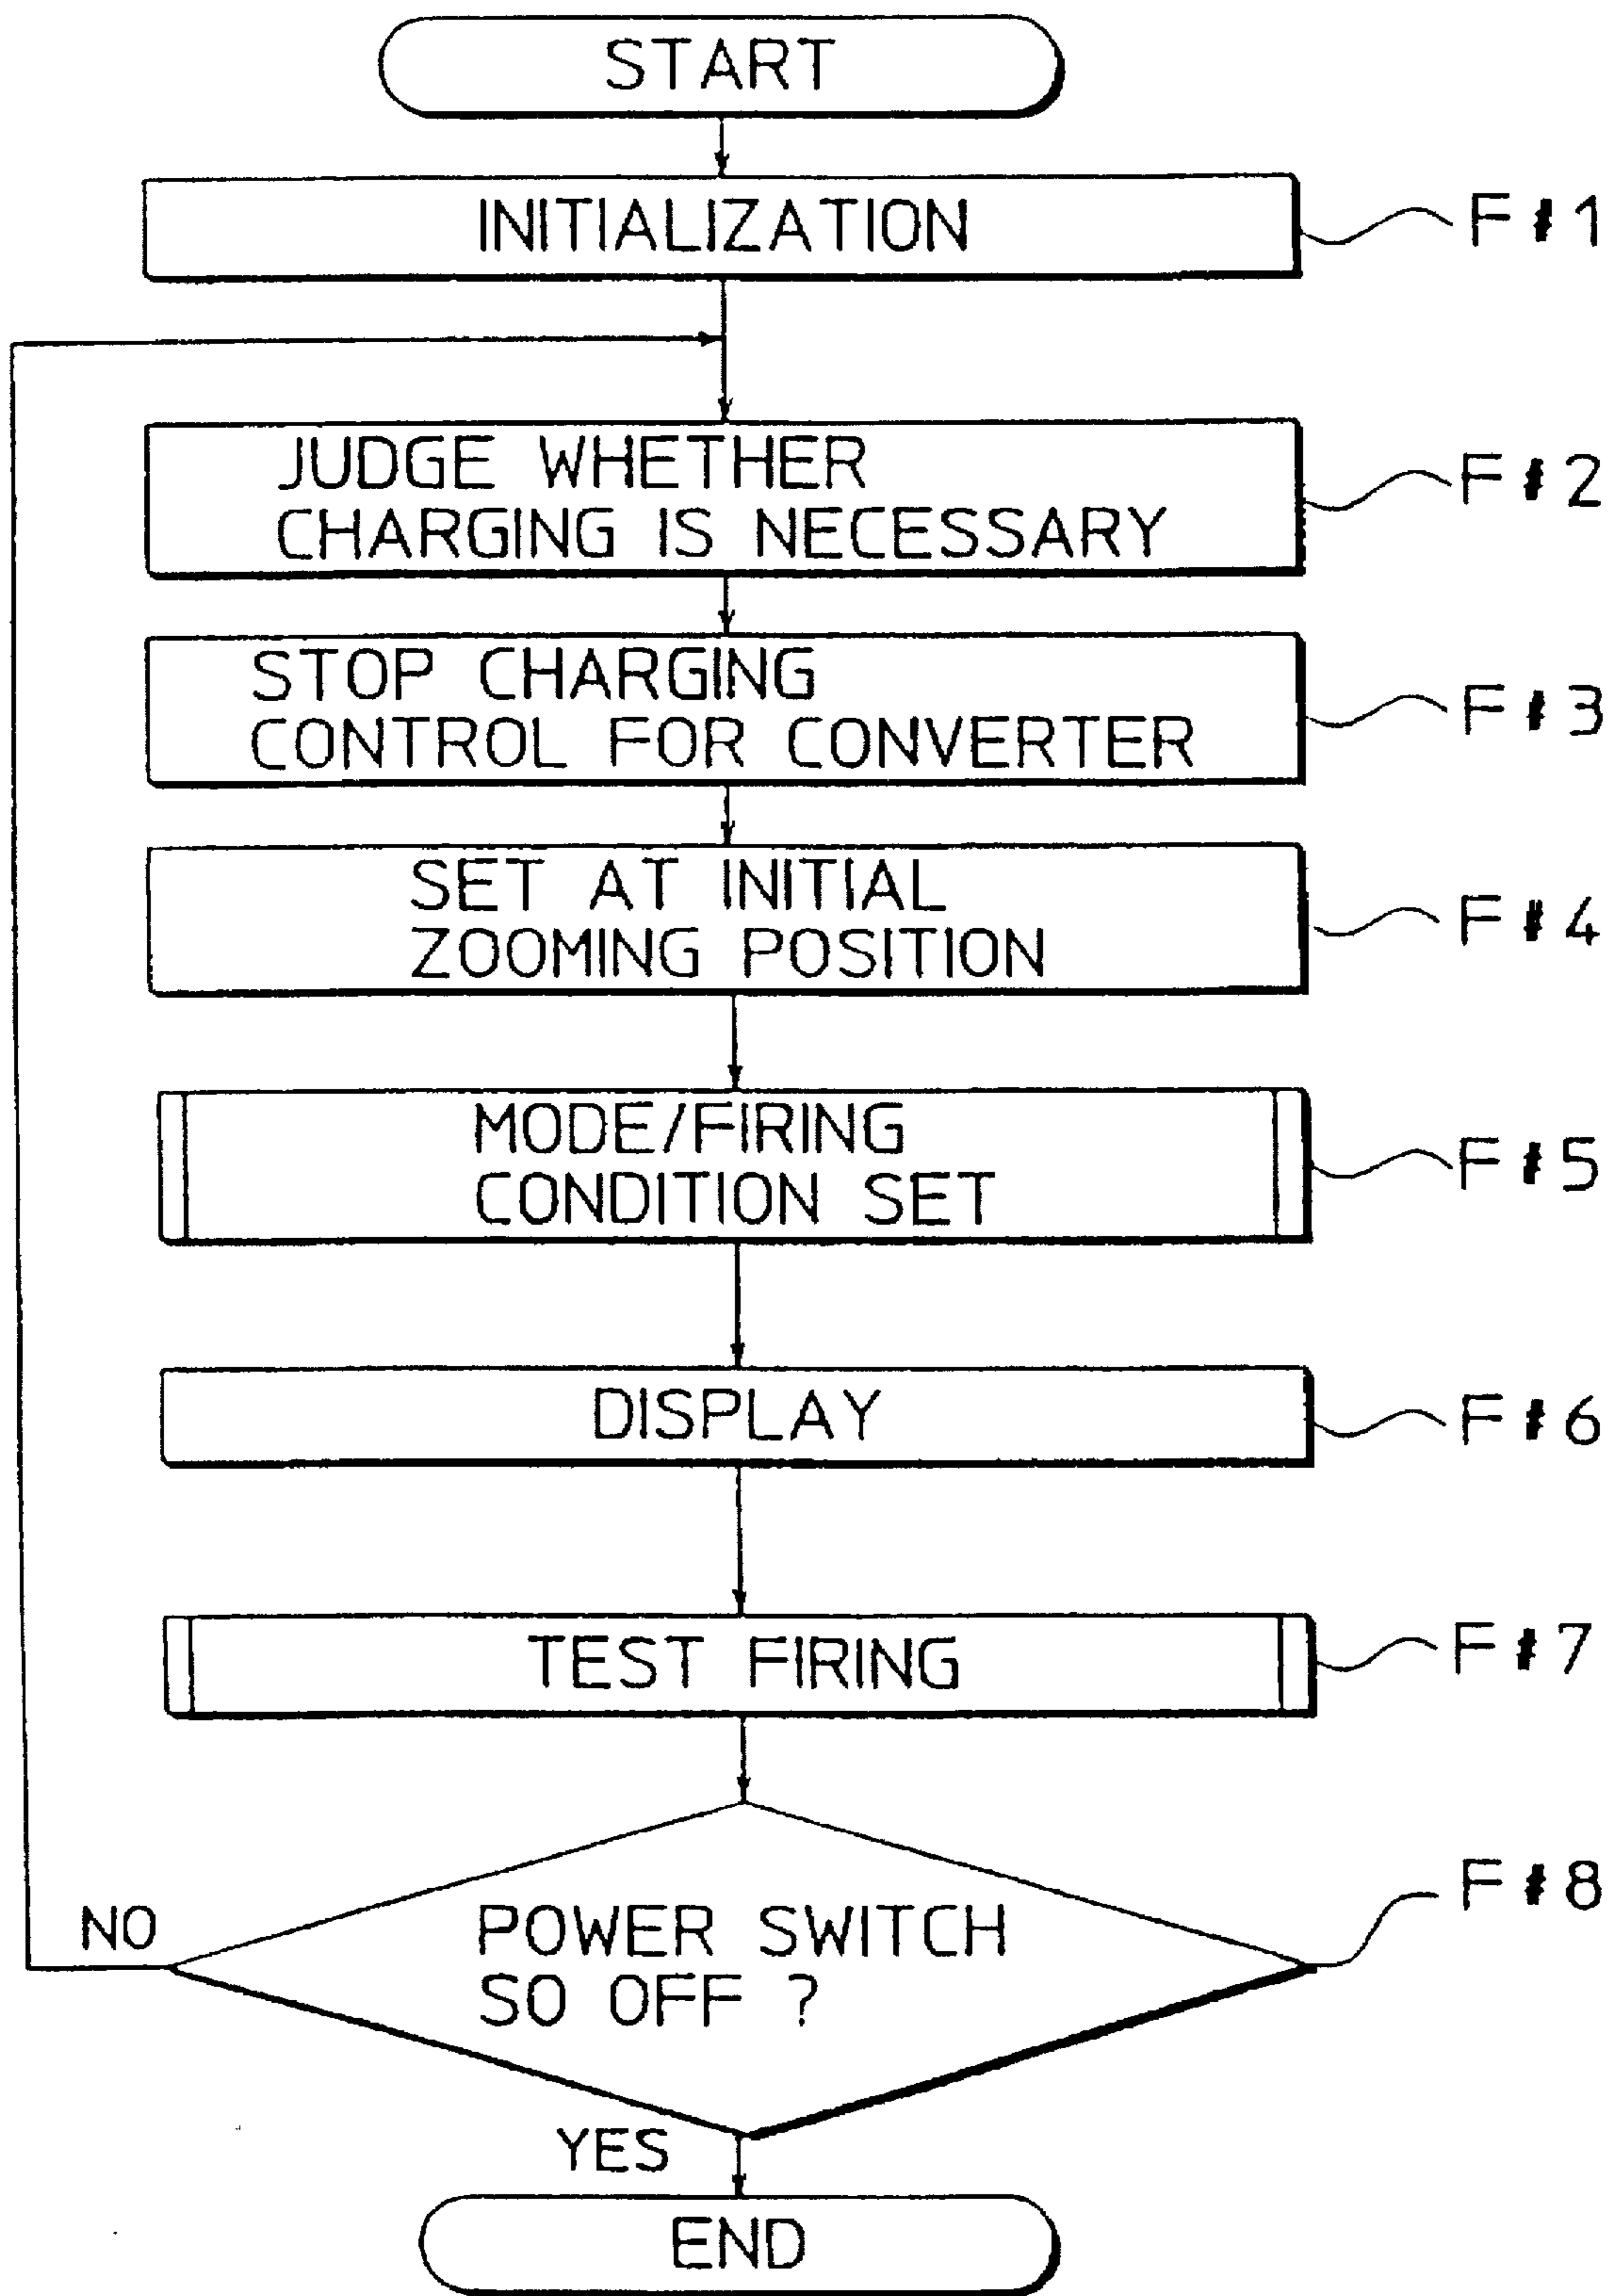 START
INITIALIZATION
F#1
JUDGE WHETHER
CHARGING IS NECESSARY
F#2
STOP CHARGING
CONTROL FOR CONVERTER
F#3
SET AT INITIAL
ZOOMING POSITION
F#4
MODE/FIRING
CONDITION SET
F#5
DISPLAY
F#6
TEST FIRING
F#7
POWER SWITCH
SO OFF ?
F#8
NO
YES
END